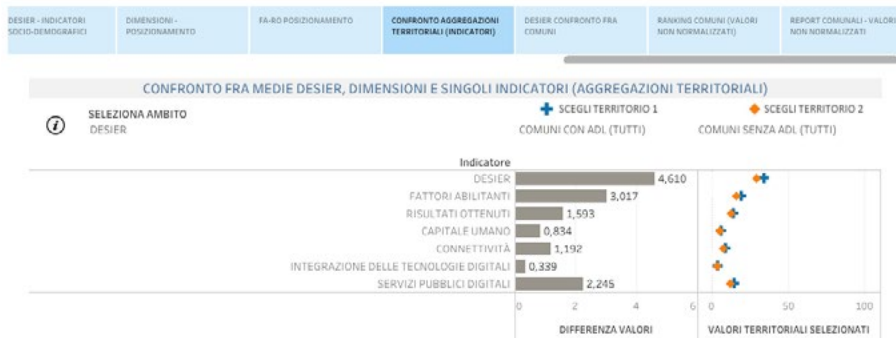 DESIER - INDICATORI
SOCIO-DEMOGRAFICI
DIMENSIONI -
POSIZIONAMENTO
FA-RO POSIZIONAMENTO
CONFRONTO AGGREGAZIONI
TERRITORIALI (INDICATORI)
DESIER CONFRONTO FRA
COMUNI
RANKING COMUNI (VALORI
NON NORMALIZZATI)
REPORT COMUNALI - VALORI
NON NORMALIZZATI
CONFRONTO FRA MEDIE DESIER, DIMENSIONI E SINGOLI INDICATORI (AGGREGAZIONI TERRITORIALI)
i
SELEZIONA AMBITO
DESIER
SCEGLI TERRITORIO 1
COMUNI CON ADL (TUTTI)
SCEGLI TERRITORIO 2
COMUNI SENZA ADL (TUTTI)
Indicatore
DESIER 4,610
FATTORI ABILITANTI 3,017
RISULTATI OTTENUTI 1,593
CAPITALE UMANO 0,834
CONNETTIVITÀ 1,192
INTEGRAZIONE DELLE TECNOLOGIE DIGITALI 0,339
SERVIZI PUBBLICI DIGITALI 2,245
0 2 4 6 0 50 100
DIFFERENZA VALORI VALORI TERRITORIALI SELEZIONATI